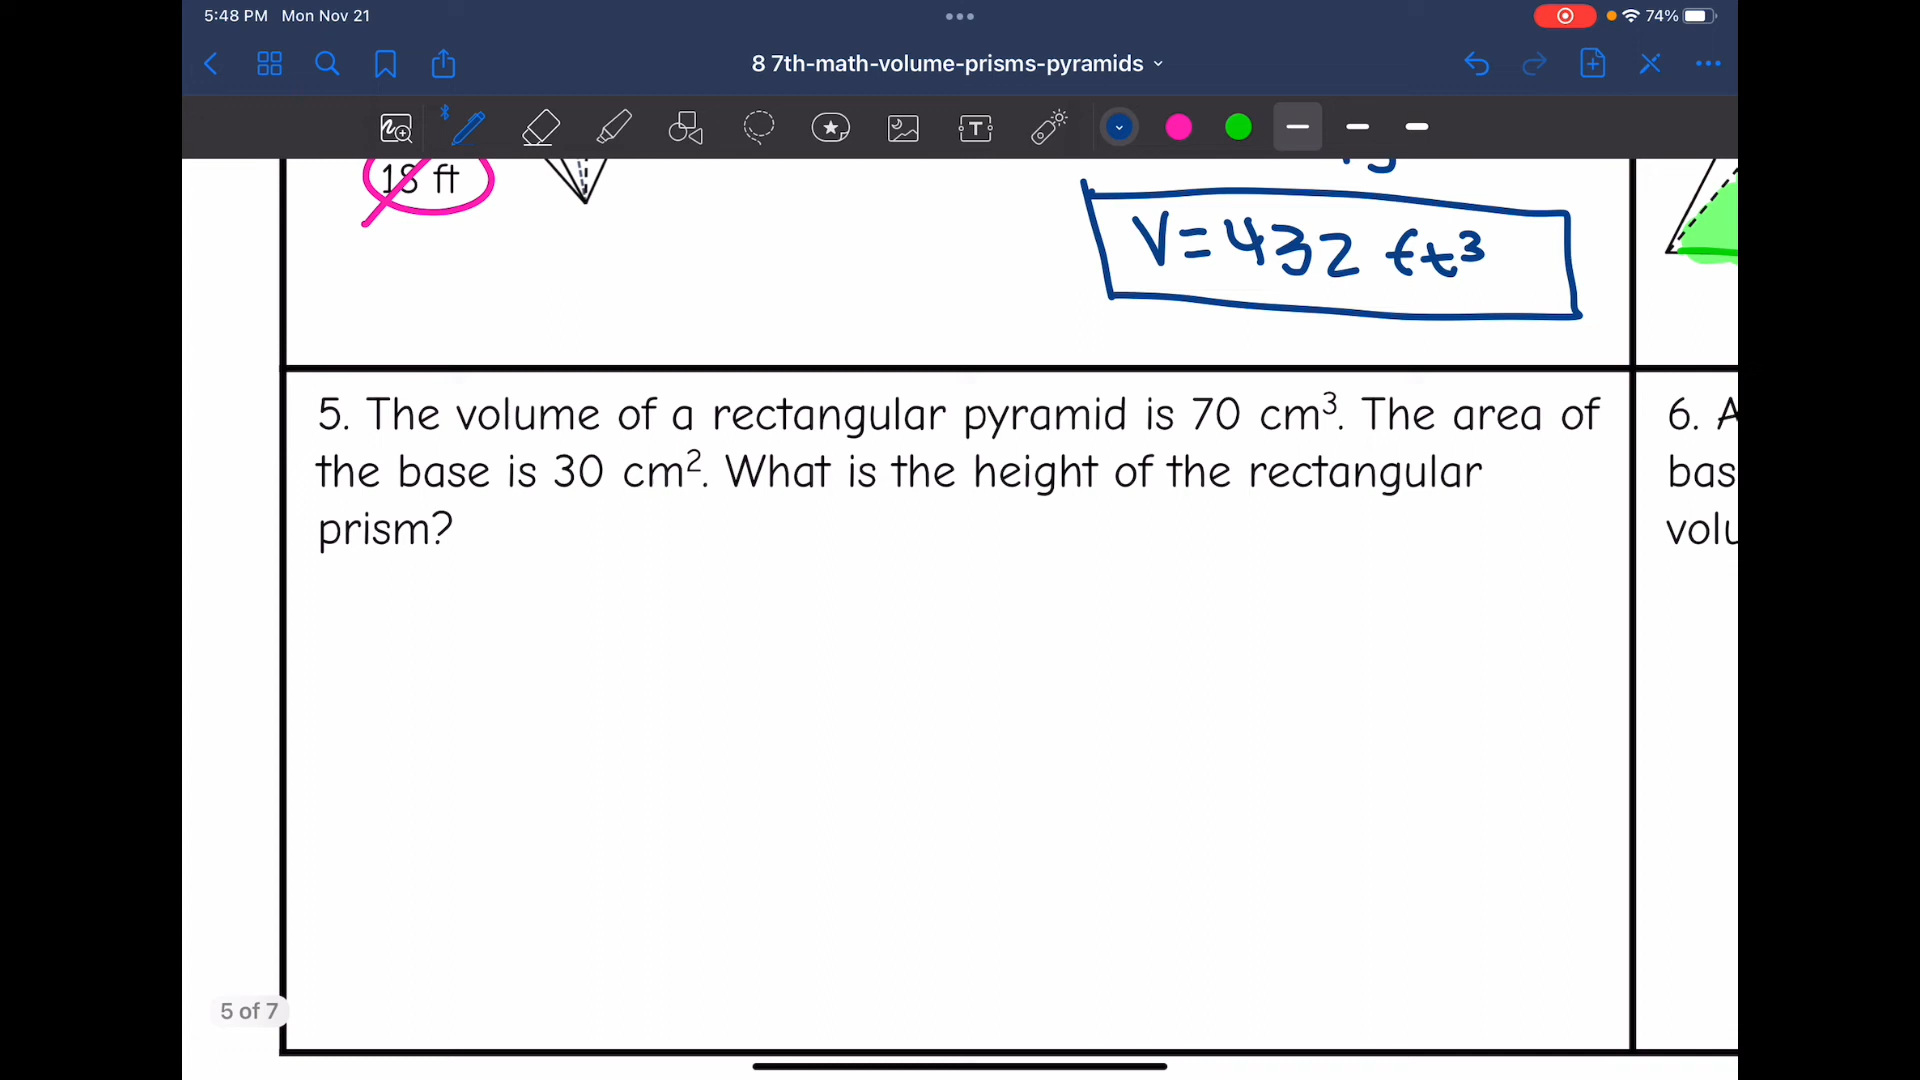 5:48 PM Mon Nov 21
74%
8 7th-math-volume-prisms-pyramids
T
18 ft
V=432 ft³
5. The volume of a rectangular pyramid is 70 cm³. The area of
the base is 30 cm². What is the height of the rectangular
prism?
6. A
bas
volu
5 of 7